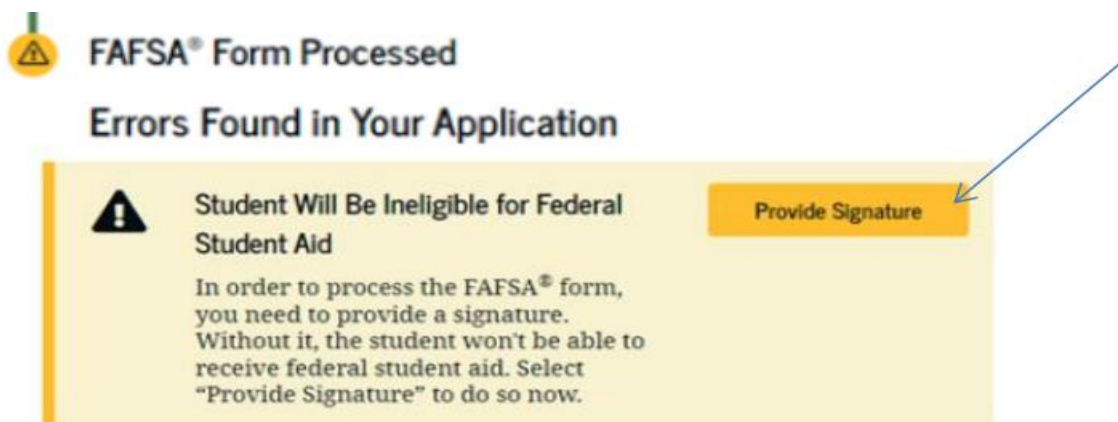 FAFSA® Form Processed
Errors Found in Your Application
Student Will Be Ineligible for Federal
Student Aid
Provide Signature
In order to process the FAFSA® form,
you need to provide a signature.
Without it, the student won't be able to
receive federal student aid. Select
“Provide Signature” to do so now.